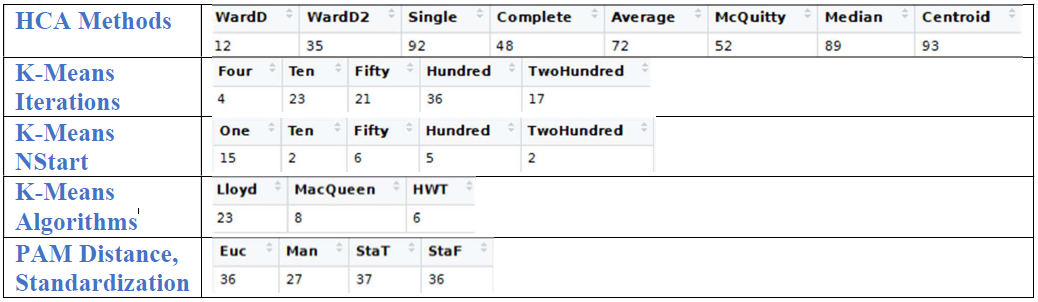 HCA Methods
WardD WardD2 Single Complete Average McQuitty Median Centroid
12 35 92 48 72 52 89 93
K-Means
Iterations
Four Ten Fifty Hundred TwoHundred
4 23 21 36 17
K-Means
NStart
One Ten Fifty Hundred TwoHundred
15 2 6 5 2
K-Means
Algorithms
Lloyd MacQueen HWT
23 8 6
PAM Distance,
Standardization
Euc Man StaT StaF
36 27 37 36